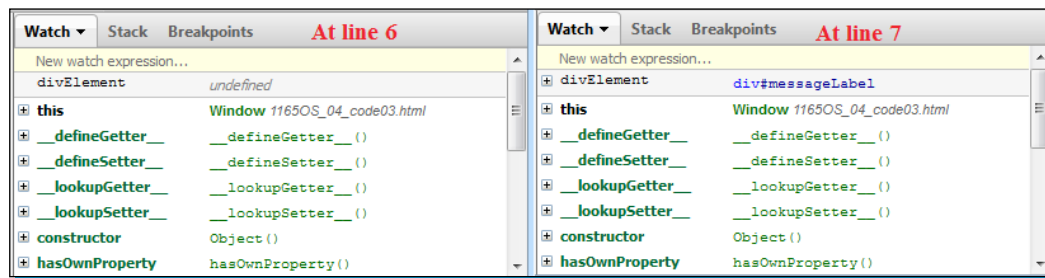 Watch ▼ Stack Breakpoints At line 6
New watch expression...
divElement undefined
this Window 1165OS_04_code03.html
__defineGetter__ __defineGetter__()
__defineSetter__ __defineSetter__()
__lookupGetter__ __lookupGetter__()
__lookupSetter__ __lookupSetter__()
constructor Object()
hasOwnProperty hasOwnProperty()
Watch ▼ Stack Breakpoints At line 7
New watch expression...
divElement div#messageLabel
this Window 1165OS_04_code03.html
__defineGetter__ __defineGetter__()
__defineSetter__ __defineSetter__()
__lookupGetter__ __lookupGetter__()
__lookupSetter__ __lookupSetter__()
constructor Object()
hasOwnProperty hasOwnProperty()